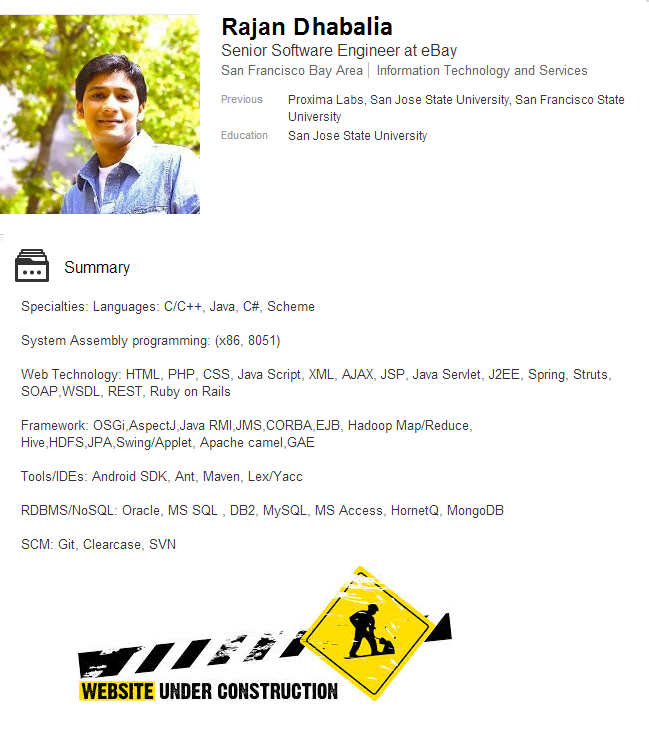 Rajan Dhabalia
Senior Software Engineer at eBay
San Francisco Bay Area | Information Technology and Services
Previous Proxima Labs, San Jose State University, San Francisco State
University
Education San Jose State University
Summary
Specialties: Languages: C/C++, Java, C#, Scheme
System Assembly programming: (x86, 8051)
Web Technology: HTML, PHP, CSS, Java Script, XML, AJAX, JSP, Java Servlet, J2EE, Spring, Struts,
SOAP,WSDL, REST, Ruby on Rails
Framework: OSGi,AspectJ,Java RMI,JMS,CORBA,EJB, Hadoop Map/Reduce,
Hive,HDFS,JPA,Swing/Applet, Apache camel,GAE
Tools/IDEs: Android SDK, Ant, Maven, Lex/Yacc
RDBMS/NoSQL: Oracle, MS SQL , DB2, MySQL, MS Access, HornetQ, MongoDB
SCM: Git, Clearcase, SVN
WEBSITE UNDER CONSTRUCTION